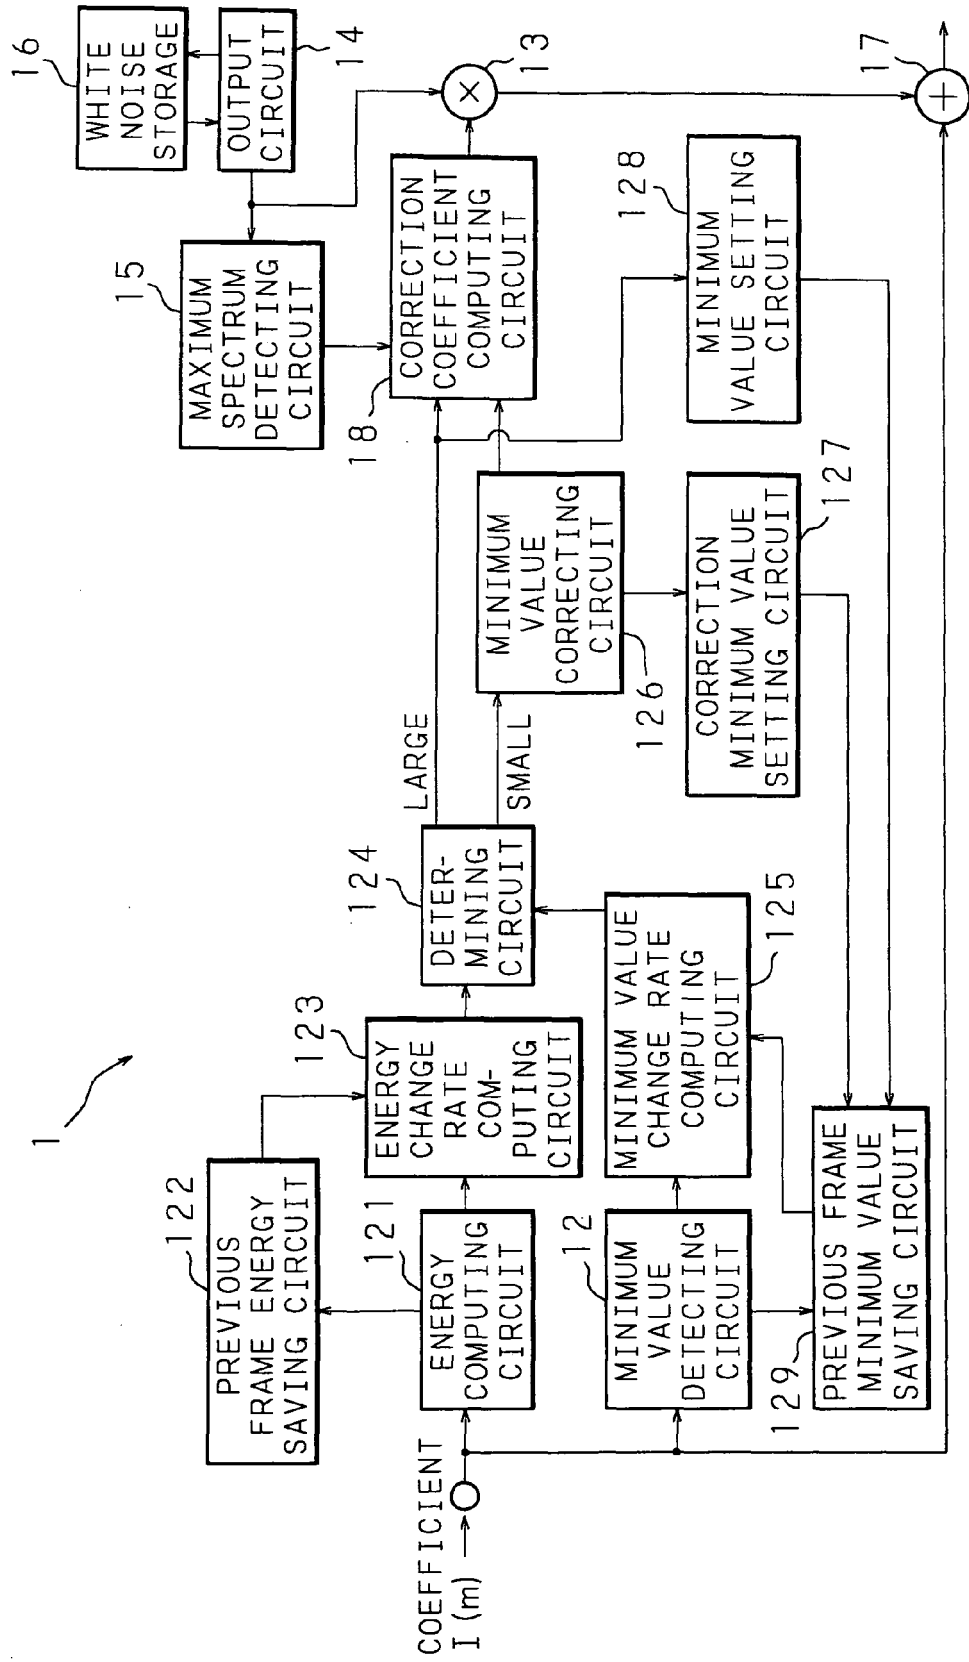 1
COEFFICIENT
I (m)
PREVIOUS
FRAME ENERGY
SAVING CIRCUIT
122
ENERGY
COMPUTING
CIRCUIT
121
ENERGY
CHANGE
RATE
COM-
PUTING
CIRCUIT
123
DETER-
MINING
CIRCUIT
124
LARGE
SMALL
MINIMUM
VALUE
DETECTING
CIRCUIT
12
MINIMUM VALUE
CHANGE RATE
COMPUTING
CIRCUIT
125
PREVIOUS FRAME
MINIMUM VALUE
SAVING CIRCUIT
129
MINIMUM
VALUE
CORRECTING
CIRCUIT
126
CORRECTION
MINIMUM VALUE
SETTING CIRCUIT
127
MINIMUM
VALUE SETTING
CIRCUIT
128
MAXIMUM
SPECTRUM
DETECTING
CIRCUIT
15
CORRECTION
COEFFICIENT
COMPUTING
CIRCUIT
18
WHITE
NOISE
STORAGE
16
OUTPUT
CIRCUIT
14
×
13
+
17